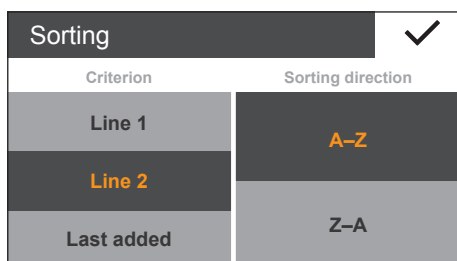 Sorting
Criterion
Sorting direction
Line 1
Line 2
Last added
A–Z
Z–A